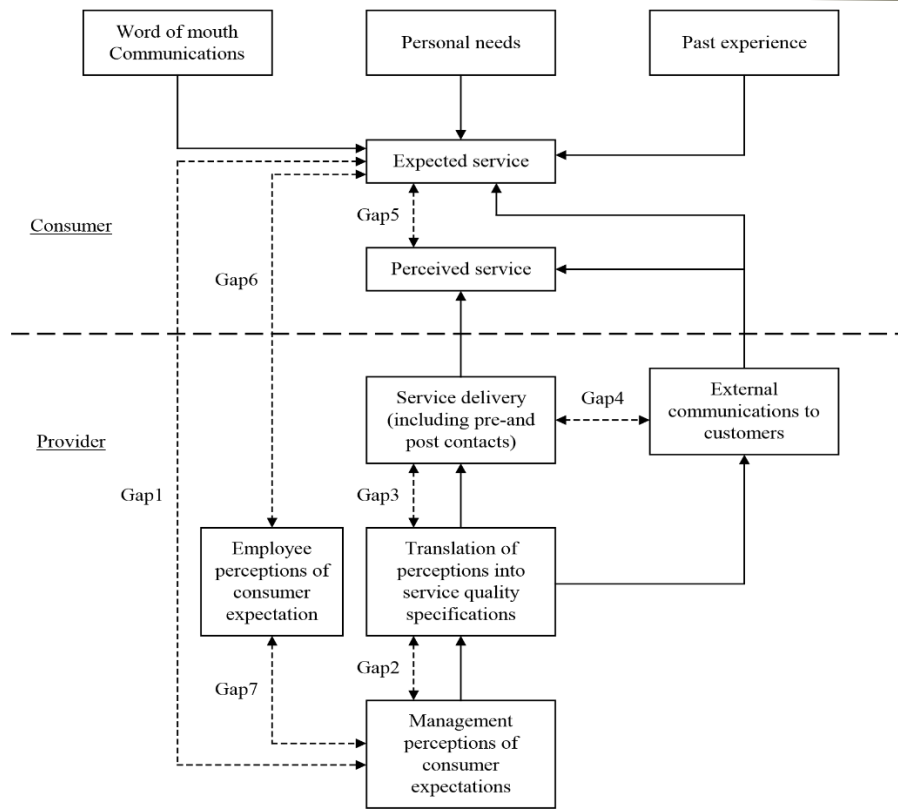 Word of mouth
Communications
Personal needs
Past experience
Expected service
Consumer
Gap5
Perceived service
Gap6
Service delivery
(including pre-and
post contacts)
Gap4
External
communications to
customers
Provider
Gap1
Gap3
Employee
perceptions of
consumer
expectation
Translation of
perceptions into
service quality
specifications
Gap2
Gap7
Management
perceptions of
consumer
expectations